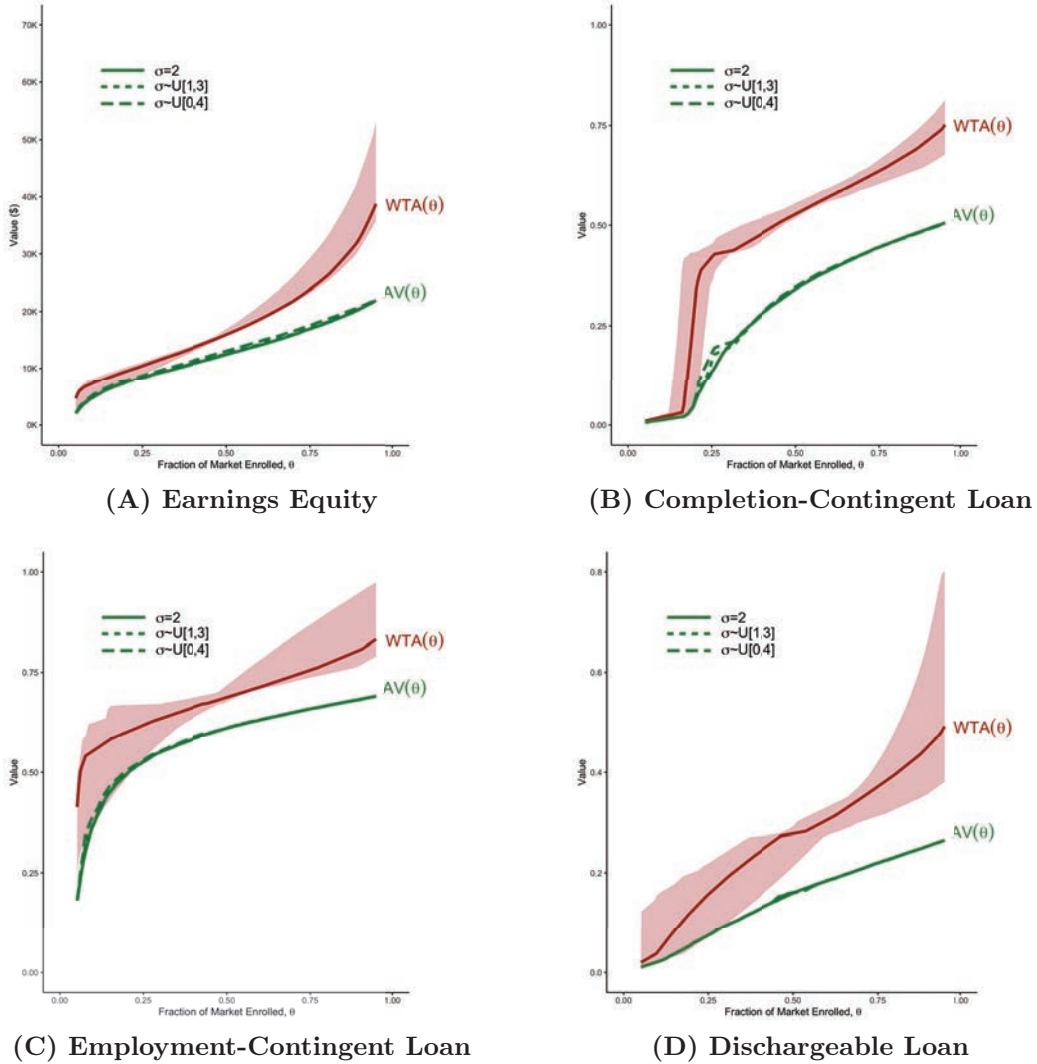 70K
60K
50K
40K
30K
20K
10K
0K
Value ($)
σ=2
σ~U[1,3]
σ~U[0,4]
WTA(θ)
AV(θ)
0.00 0.25 0.50 0.75 1.00
Fraction of Market Enrolled, θ
(A) Earnings Equity
1.00
0.75
0.50
0.25
0.00
Value
σ=2
σ~U[1,3]
σ~U[0,4]
WTA(θ)
AV(θ)
0.00 0.25 0.50 0.75 1.00
Fraction of Market Enrolled, θ
(B) Completion-Contingent Loan
1.00
0.75
0.50
0.25
0.00
Value
σ=2
σ~U[1,3]
σ~U[0,4]
WTA(θ)
AV(θ)
0.00 0.25 0.50 0.75 1.00
Fraction of Market Enrolled, θ
(C) Employment-Contingent Loan
0.8
0.6
0.4
0.2
0.0
Value
σ=2
σ~U[1,3]
σ~U[0,4]
WTA(θ)
AV(θ)
0.00 0.25 0.50 0.75 1.00
Fraction of Market Enrolled, θ
(D) Dischargeable Loan